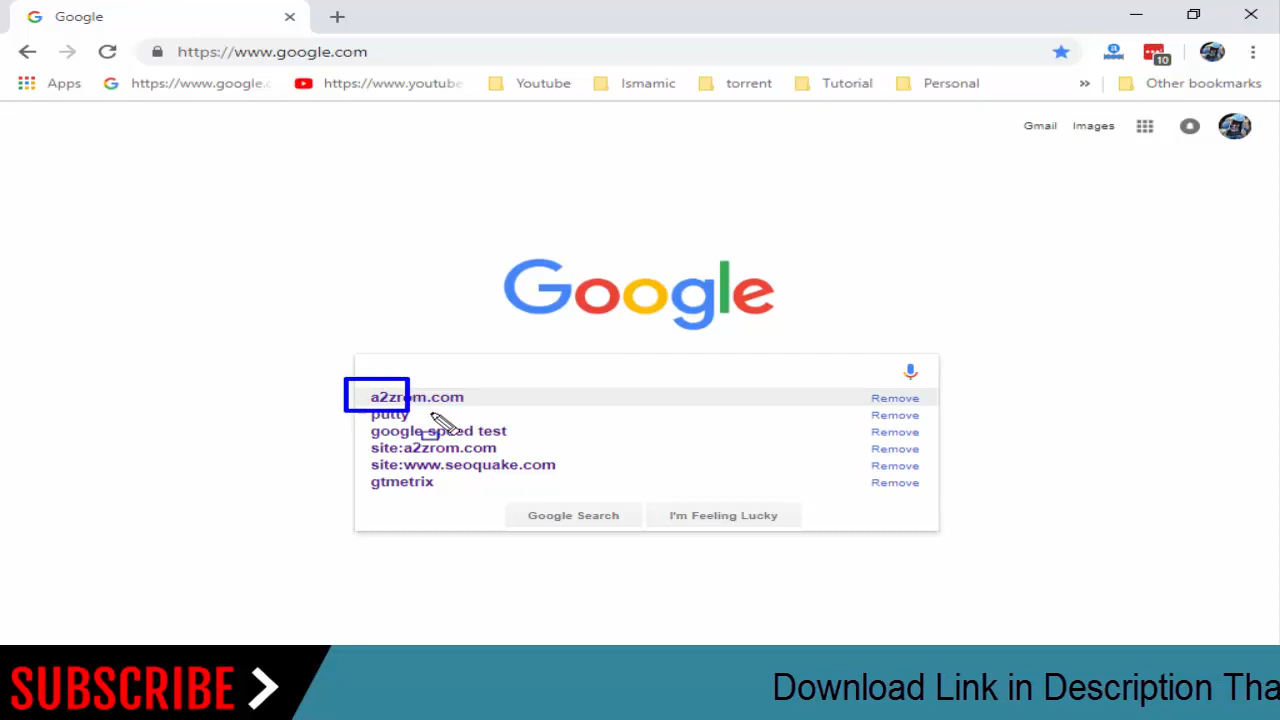 Google
https://www.google.com
10
Apps
https://www.google.c
https://www.youtube
Youtube
Ismamic
torrent
Tutorial
Personal
Other bookmarks
Gmail
Images
Google
a2zrom.com
Remove
putty
Remove
google speed test
Remove
site:a2zrom.com
Remove
site:www.seoquake.com
Remove
gtmetrix
Remove
Google Search
I'm Feeling Lucky
SUBSCRIBE
Download Link in Description Tha